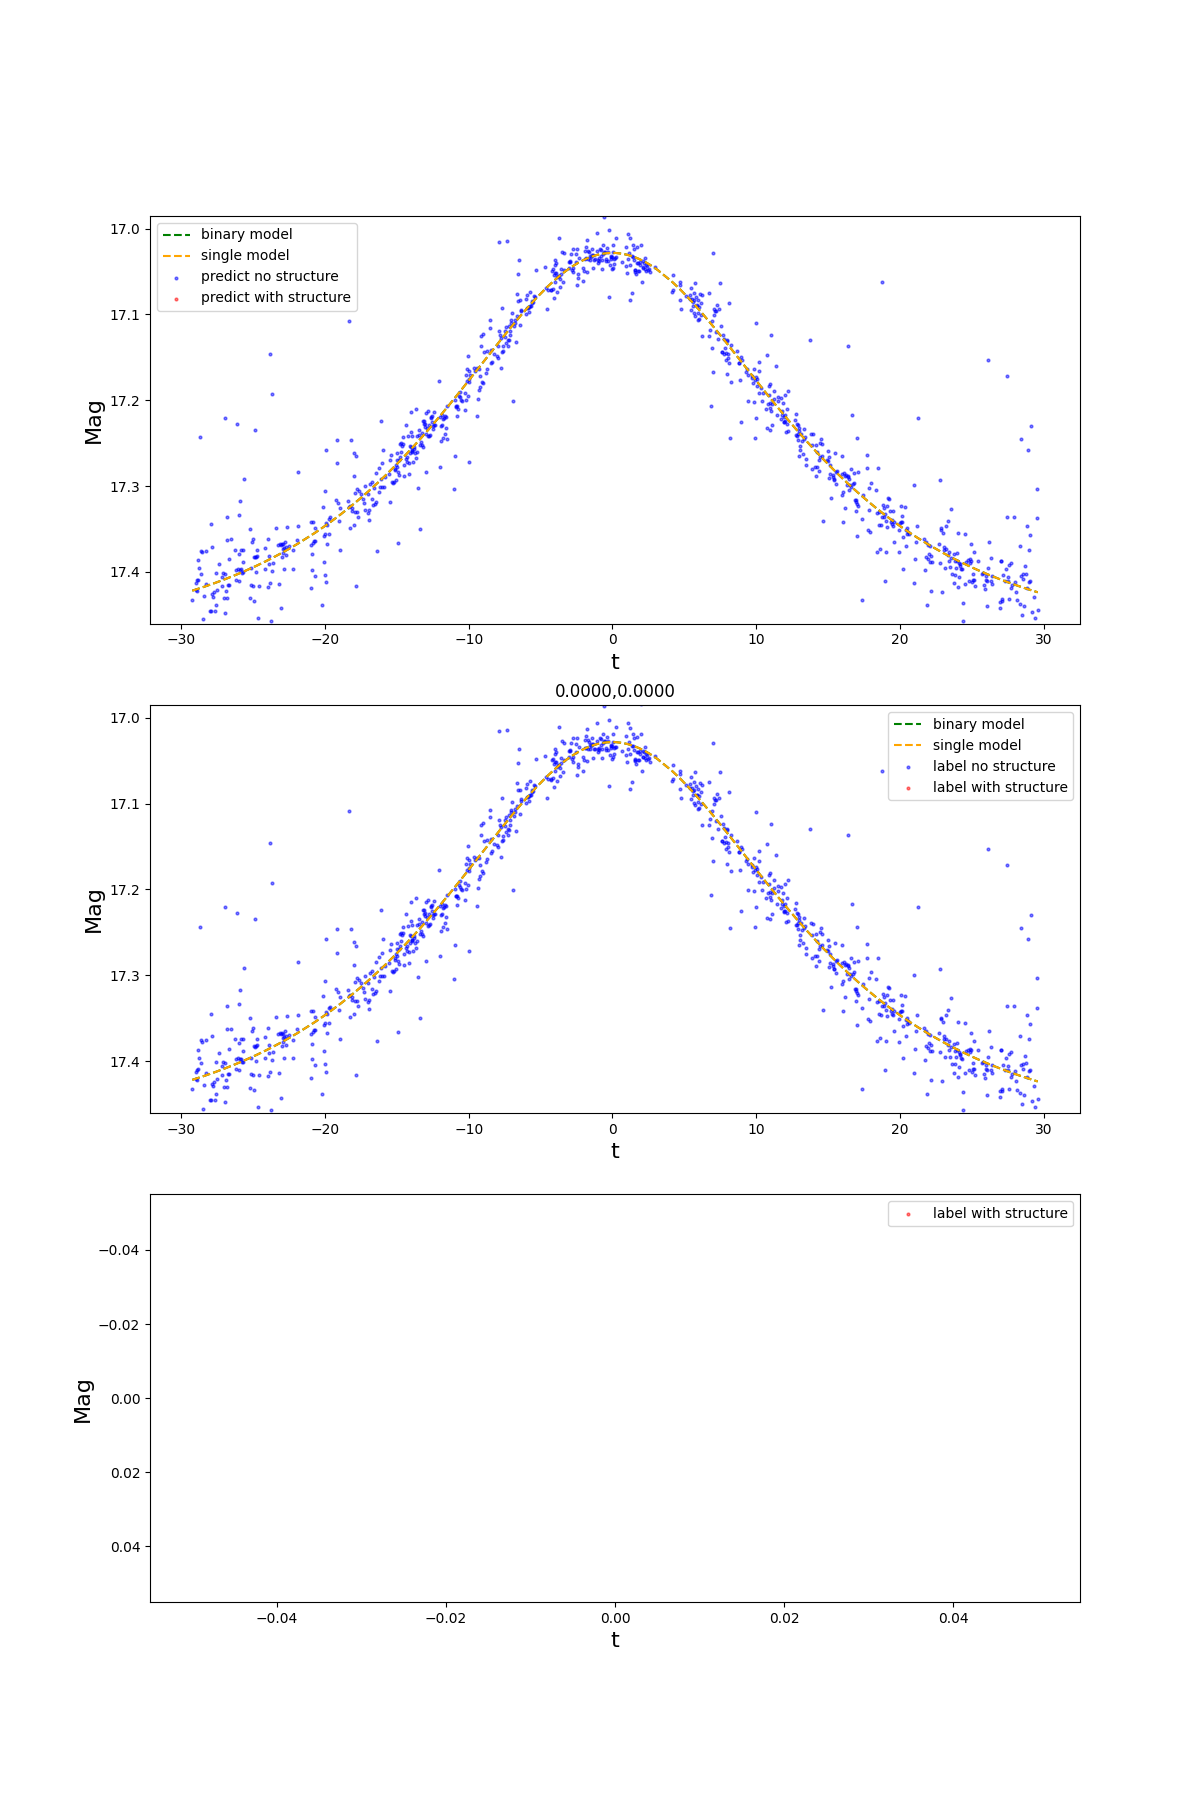 binary model
single model
predict no structure
predict with structure
17.0
17.1
17.2
17.3
17.4
Mag
−30
−20
−10
0
10
20
30
t
0.0000,0.0000
binary model
single model
label no structure
label with structure
17.0
17.1
17.2
17.3
17.4
Mag
−30
−20
−10
0
10
20
30
t
label with structure
−0.04
−0.02
0.00
0.02
0.04
Mag
−0.04
−0.02
0.00
0.02
0.04
t